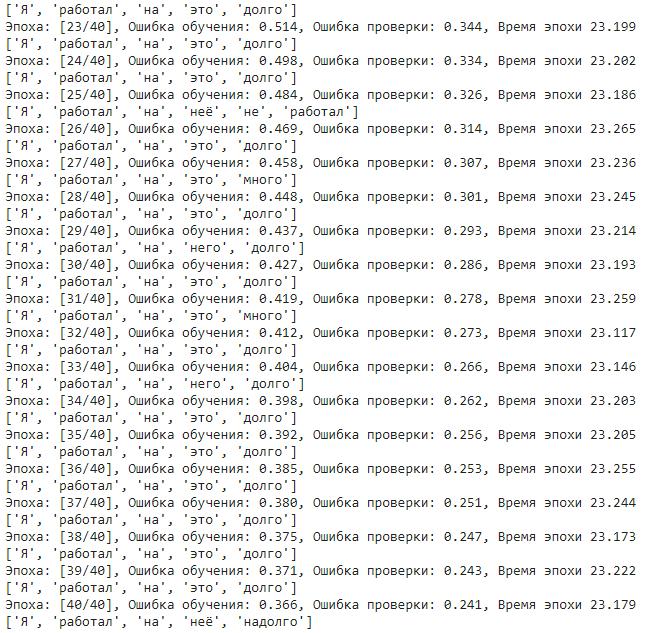 ['Я', 'работал', 'на', 'это', 'долго']
Эпоха: [23/40], Ошибка обучения: 0.514, Ошибка проверки: 0.344, Время эпохи 23.199
['Я', 'работал', 'на', 'это', 'долго']
Эпоха: [24/40], Ошибка обучения: 0.498, Ошибка проверки: 0.334, Время эпохи 23.202
['Я', 'работал', 'на', 'это', 'долго']
Эпоха: [25/40], Ошибка обучения: 0.484, Ошибка проверки: 0.326, Время эпохи 23.186
['Я', 'работал', 'на', 'неё', 'не', 'работал']
Эпоха: [26/40], Ошибка обучения: 0.469, Ошибка проверки: 0.314, Время эпохи 23.265
['Я', 'работал', 'на', 'это', 'долго']
Эпоха: [27/40], Ошибка обучения: 0.458, Ошибка проверки: 0.307, Время эпохи 23.236
['Я', 'работал', 'на', 'это', 'много']
Эпоха: [28/40], Ошибка обучения: 0.448, Ошибка проверки: 0.301, Время эпохи 23.245
['Я', 'работал', 'на', 'это', 'долго']
Эпоха: [29/40], Ошибка обучения: 0.437, Ошибка проверки: 0.293, Время эпохи 23.214
['Я', 'работал', 'на', 'него', 'долго']
Эпоха: [30/40], Ошибка обучения: 0.427, Ошибка проверки: 0.286, Время эпохи 23.193
['Я', 'работал', 'на', 'это', 'долго']
Эпоха: [31/40], Ошибка обучения: 0.419, Ошибка проверки: 0.278, Время эпохи 23.259
['Я', 'работал', 'на', 'это', 'много']
Эпоха: [32/40], Ошибка обучения: 0.412, Ошибка проверки: 0.273, Время эпохи 23.117
['Я', 'работал', 'на', 'это', 'долго']
Эпоха: [33/40], Ошибка обучения: 0.404, Ошибка проверки: 0.266, Время эпохи 23.146
['Я', 'работал', 'на', 'него', 'долго']
Эпоха: [34/40], Ошибка обучения: 0.398, Ошибка проверки: 0.262, Время эпохи 23.203
['Я', 'работал', 'на', 'это', 'долго']
Эпоха: [35/40], Ошибка обучения: 0.392, Ошибка проверки: 0.256, Время эпохи 23.205
['Я', 'работал', 'на', 'это', 'долго']
Эпоха: [36/40], Ошибка обучения: 0.385, Ошибка проверки: 0.253, Время эпохи 23.255
['Я', 'работал', 'на', 'это', 'долго']
Эпоха: [37/40], Ошибка обучения: 0.380, Ошибка проверки: 0.251, Время эпохи 23.244
['Я', 'работал', 'на', 'это', 'долго']
Эпоха: [38/40], Ошибка обучения: 0.375, Ошибка проверки: 0.247, Время эпохи 23.173
['Я', 'работал', 'на', 'это', 'долго']
Эпоха: [39/40], Ошибка обучения: 0.371, Ошибка проверки: 0.243, Время эпохи 23.222
['Я', 'работал', 'на', 'это', 'долго']
Эпоха: [40/40], Ошибка обучения: 0.366, Ошибка проверки: 0.241, Время эпохи 23.179
['Я', 'работал', 'на', 'неё', 'надолго']